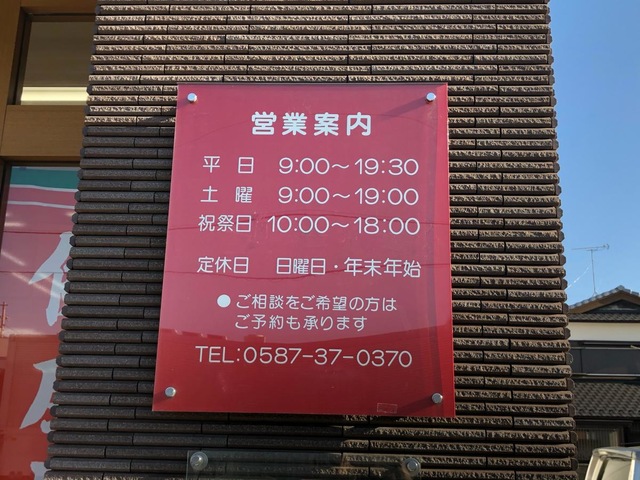 営業案内
平日 9:00～19:30
土曜 9:00～19:00
祝祭日 10:00～18:00
定休日 日曜日・年末年始
●ご相談をご希望の方は
ご予約も承ります
TEL:0587-37-0370